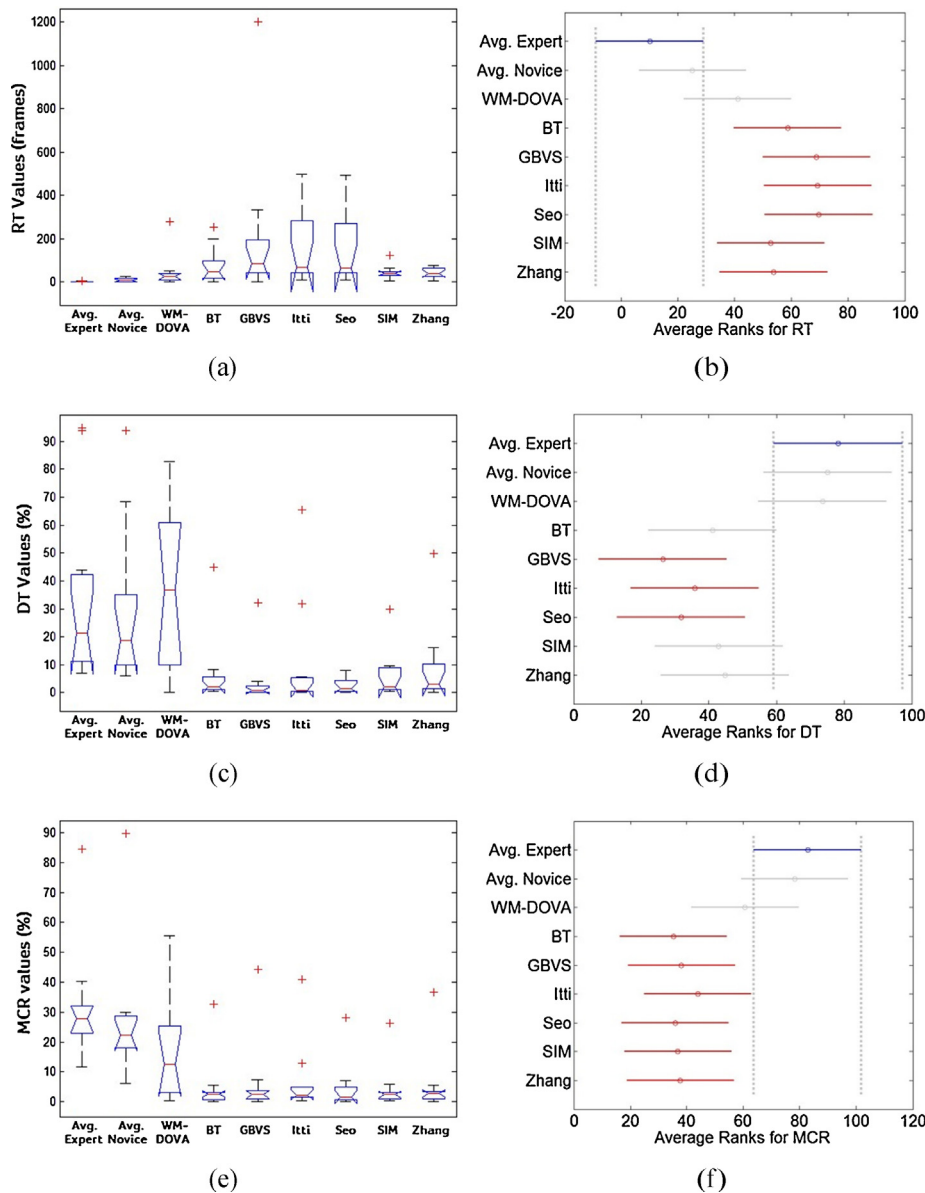 1200
1000
800
600
400
200
0
RT Values (frames)
Avg. Expert
Avg. Novice
WM-DOVA
BT
GBVS
Itti
Seo
SIM
Zhang
(a)
Avg. Expert
Avg. Novice
WM-DOVA
BT
GBVS
Itti
Seo
SIM
Zhang
-20 0 20 40 60 80 100
Average Ranks for RT
(b)
90
80
70
60
50
40
30
20
10
0
DT Values (%)
Avg. Expert
Avg. Novice
WM-DOVA
BT
GBVS
Itti
Seo
SIM
Zhang
(c)
Avg. Expert
Avg. Novice
WM-DOVA
BT
GBVS
Itti
Seo
SIM
Zhang
0 20 40 60 80 100
Average Ranks for DT
(d)
90
80
70
60
50
40
30
20
10
0
MCR values (%)
Avg. Expert
Avg. Novice
WM-DOVA
BT
GBVS
Itti
Seo
SIM
Zhang
(e)
Avg. Expert
Avg. Novice
WM-DOVA
BT
GBVS
Itti
Seo
SIM
Zhang
0 20 40 60 80 100 120
Average Ranks for MCR
(f)